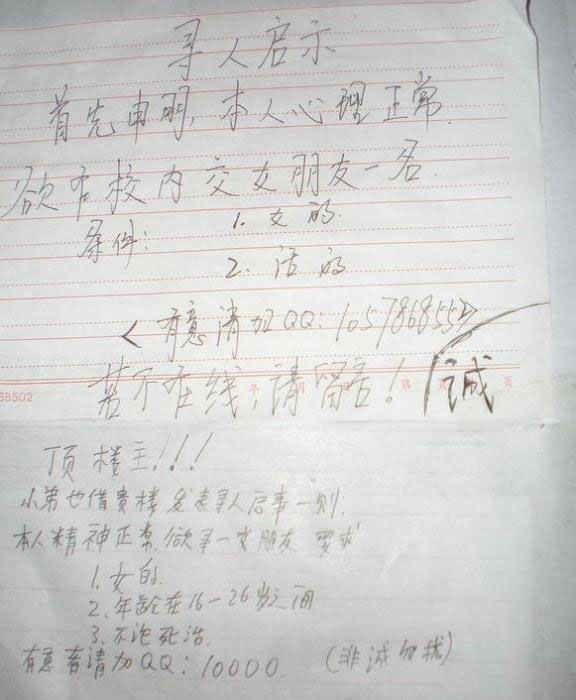 寻人启示
首先申明,本人心理正常.
欲在校内交女朋友一名.
条件: 1. 女的.
2. 活的
<有意请加QQ:105786855>
若不在线,请留言! 诚
68502 年 第 页
顶楼主!!!
小弟也借贵楼发表寻人启事一则:
本人精神正常,欲寻一女朋友,要求
1. 女的.
2. 年龄在16-26岁之间
3. 不论死活.
有意者请加QQ:10000. (非诚勿扰)